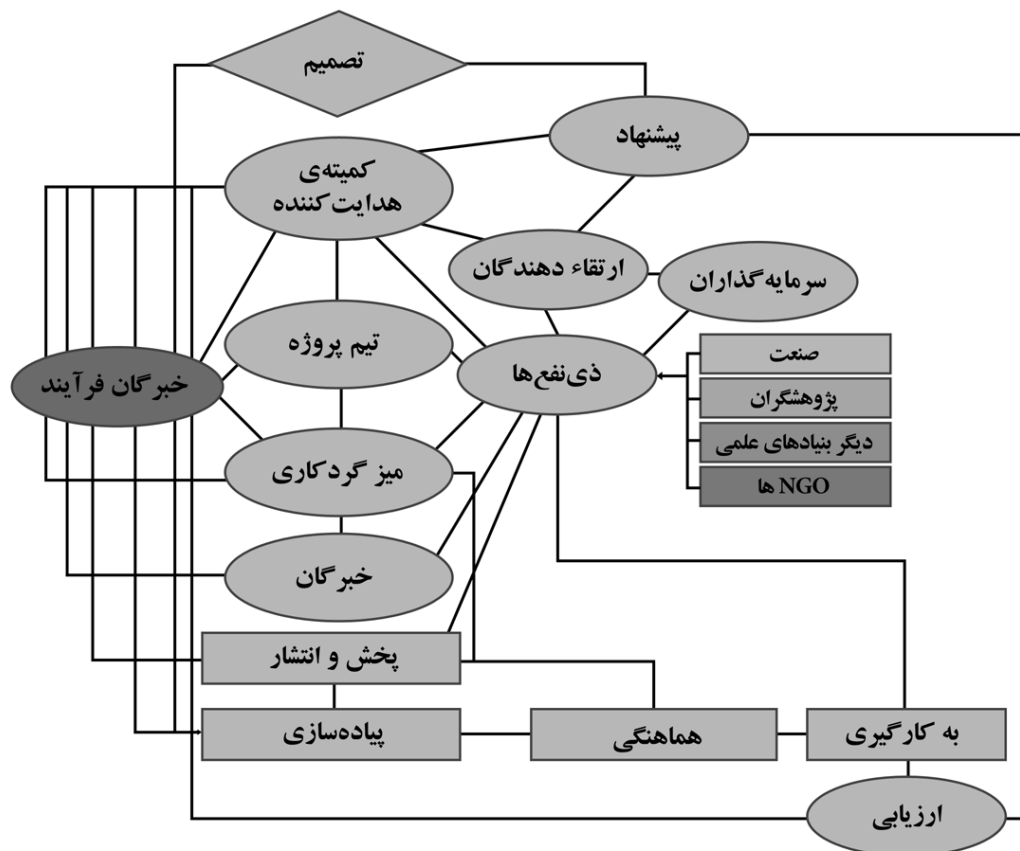 تصمیم
پیشنهاد
کمیته‌ی
هدایت‌کننده
ارتقاء دهندگان
سرمایه‌گذاران
تیم پروژه
ذی‌نفع‌ها
صنعت
پژوهشگران
دیگر بنیادهای علمی
NGO ها
خبرگان فرآیند
میز گردکاری
خبرگان
پخش و انتشار
پیاده‌سازی
هماهنگی
به کارگیری
ارزیابی